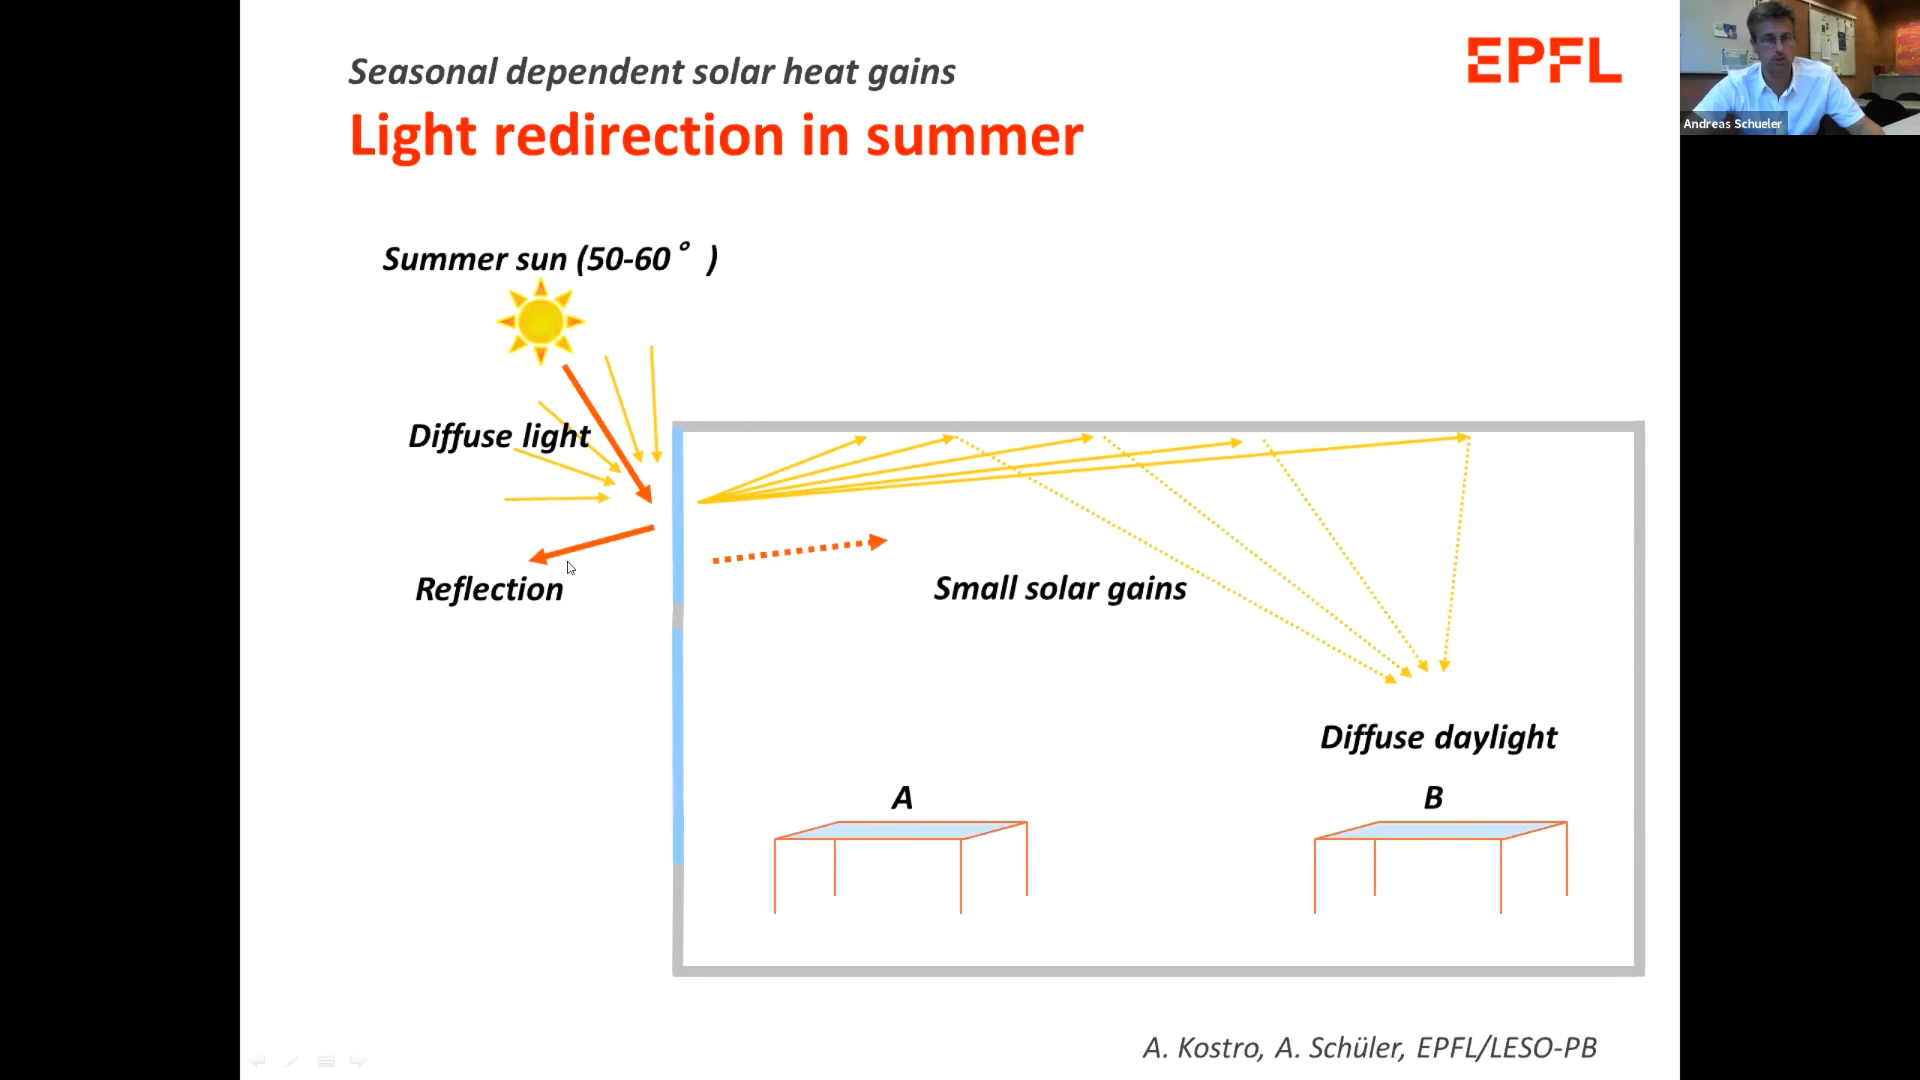 Seasonal dependent solar heat gains
EPFL
Light redirection in summer
Andreas Schueler
Summer sun (50-60° )
Diffuse light
Reflection
Small solar gains
Diffuse daylight
A
B
A. Kostro, A. Schüler, EPFL/LESO-PB